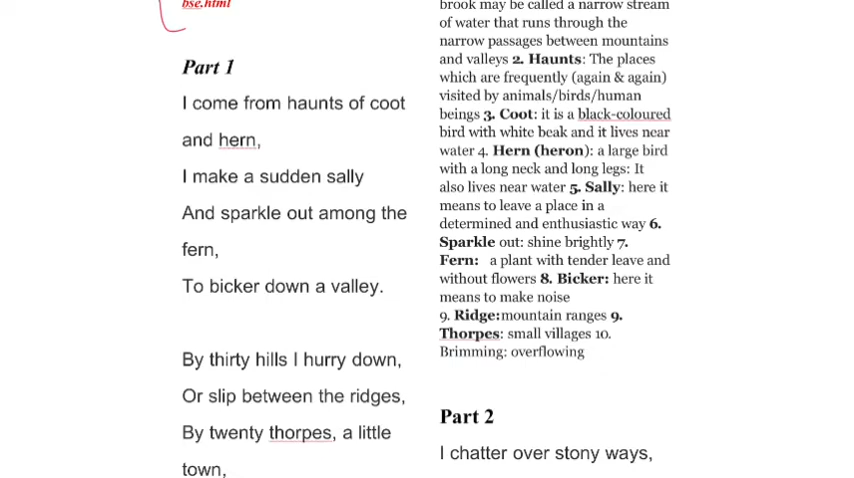 bse.html
Part 1
I come from haunts of coot
and hern,
I make a sudden sally
And sparkle out among the
fern,
To bicker down a valley.
By thirty hills I hurry down,
Or slip between the ridges,
By twenty thorpes, a little
town,
brook may be called a narrow stream
of water that runs through the
narrow passages between mountains
and valleys 2. Haunts: The places
which are frequently (again & again)
visited by animals/birds/human
beings 3. Coot: it is a black-coloured
bird with white beak and it lives near
water 4. Hern (heron): a large bird
with a long neck and long legs: It
also lives near water 5. Sally: here it
means to leave a place in a
determined and enthusiastic way 6.
Sparkle out: shine brightly 7.
Fern: a plant with tender leave and
without flowers 8. Bicker: here it
means to make noise
9. Ridge:mountain ranges 9.
Thorpes: small villages 10.
Brimming: overflowing
Part 2
I chatter over stony ways,